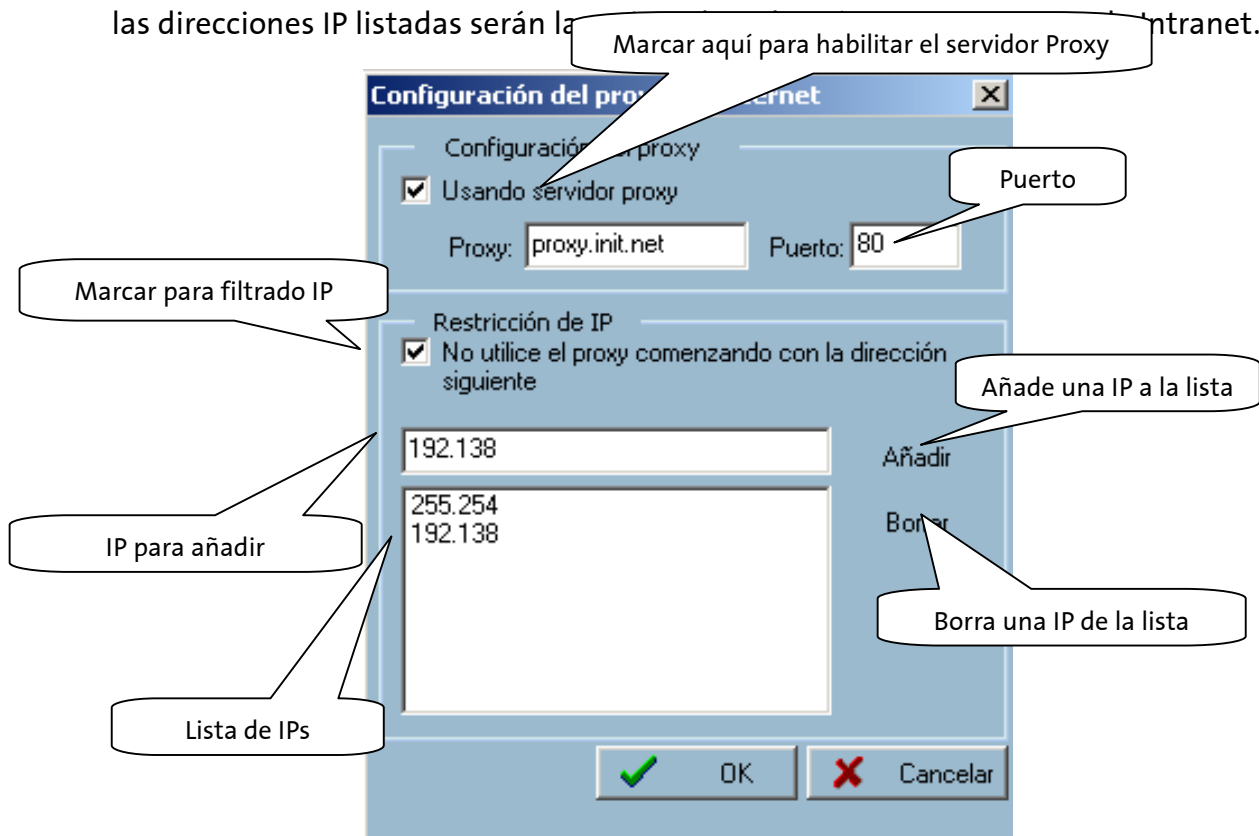 las direcciones IP listadas serán la Intranet.
Marcar aquí para habilitar el servidor Proxy
Configuración del
Configuración proxy
Usando servidor proxy
Puerto
Proxy: proxy.init.net Puerto: 80
Marcar para filtrado IP
Restricción de IP
No utilice el proxy comenzando con la dirección
siguiente
Añade una IP a la lista
192.138
Añadir
255.254
192.138
IP para añadir
Borra una IP de la lista
Lista de IPs
OK Cancelar